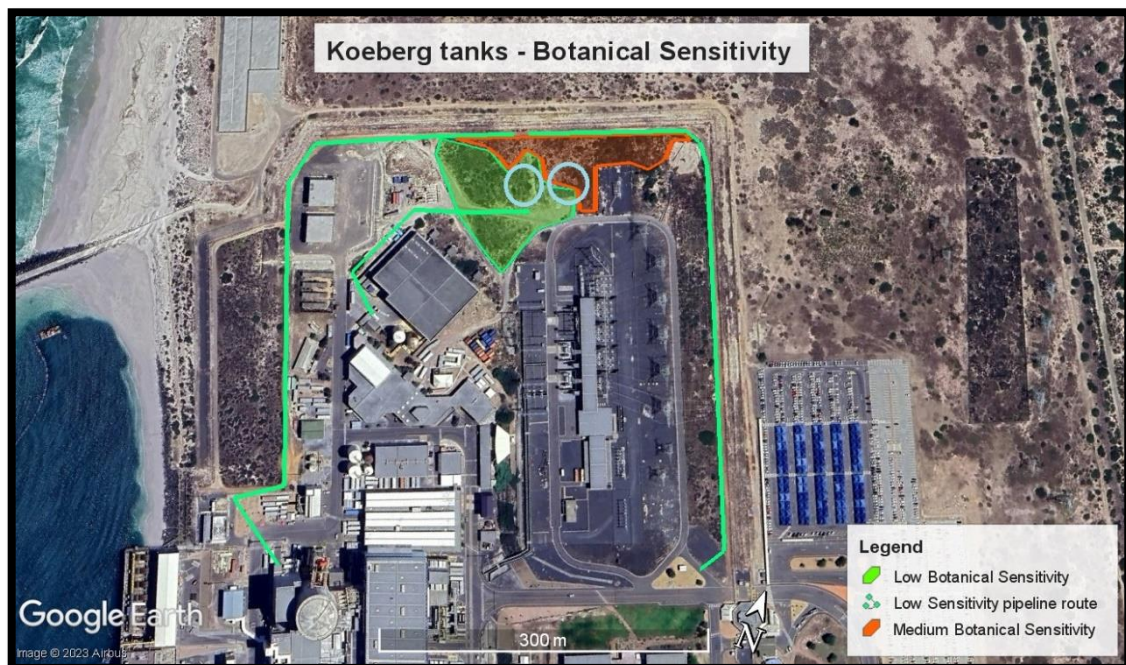 Koeberg tanks - Botanical Sensitivity
Legend
Low Botanical Sensitivity
Low Sensitivity pipeline route
Medium Botanical Sensitivity
Google Earth
300 m
N
Image © 2023 Airbus